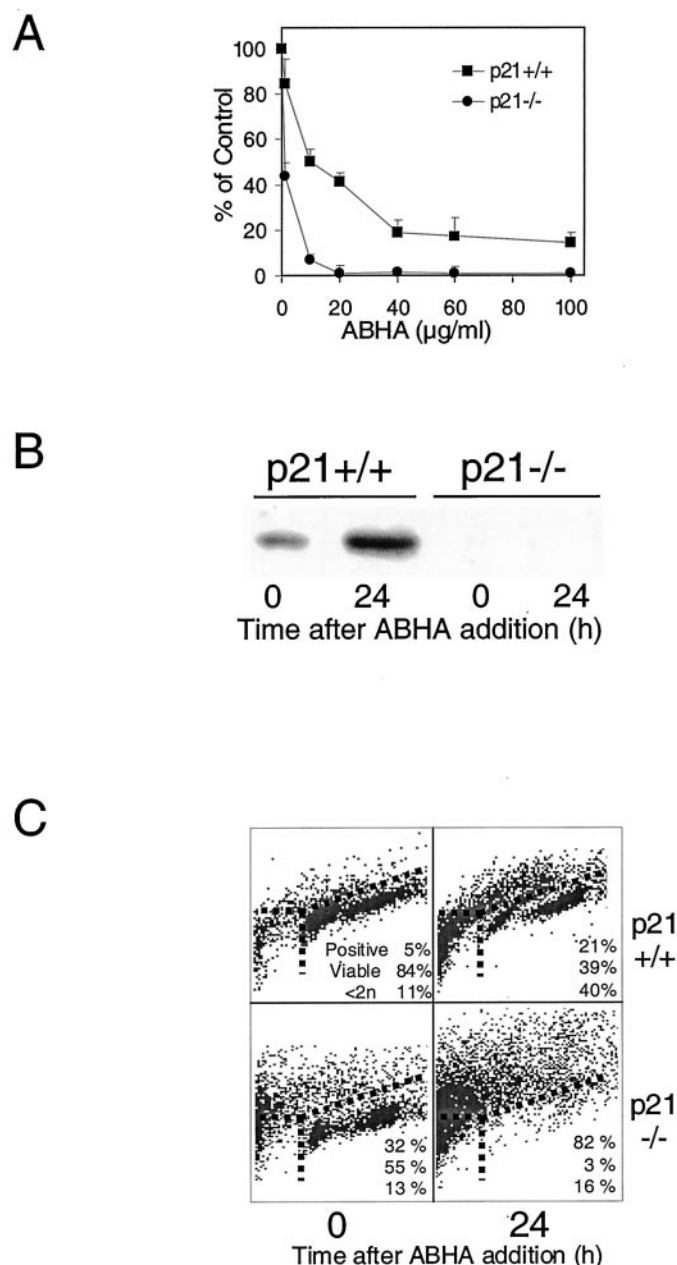 A
100
80
60
40
20
0
% of Control
p21+/+
p21-/-
0 20 40 60 80 100
ABHA (µg/ml)
B
p21+/+ p21-/-
0 24 0 24
Time after ABHA addition (h)
C
Positive 5%
Viable 84%
<2n 11%
21%
39%
40%
p21
+/+
32 %
55 %
13 %
82 %
3 %
16 %
p21
-/-
0 24
Time after ABHA addition (h)